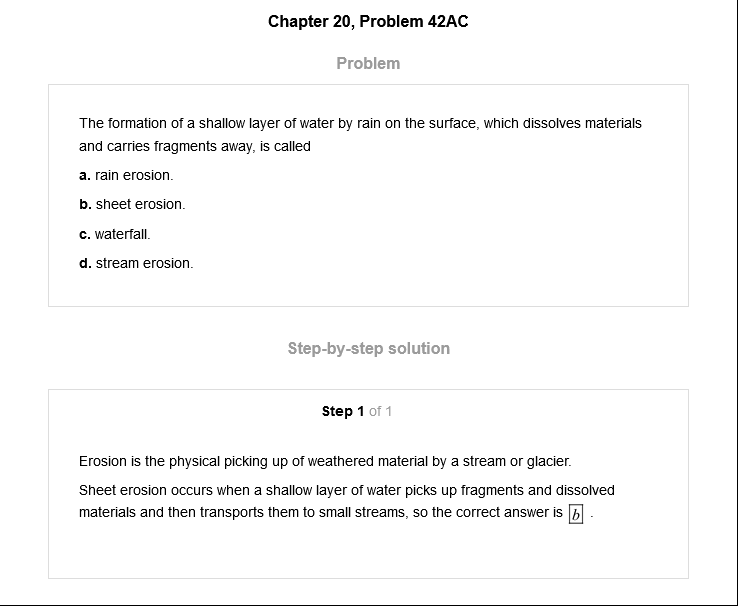 Chapter 20, Problem 42AC
Problem
The formation of a shallow layer of water by rain on the surface, which dissolves materials
and carries fragments away, is called
a. rain erosion.
b. sheet erosion.
c. waterfall.
d. stream erosion.
Step-by-step solution
Step 1 of 1
Erosion is the physical picking up of weathered material by a stream or glacier.
Sheet erosion occurs when a shallow layer of water picks up fragments and dissolved
materials and then transports them to small streams, so the correct answer is b .